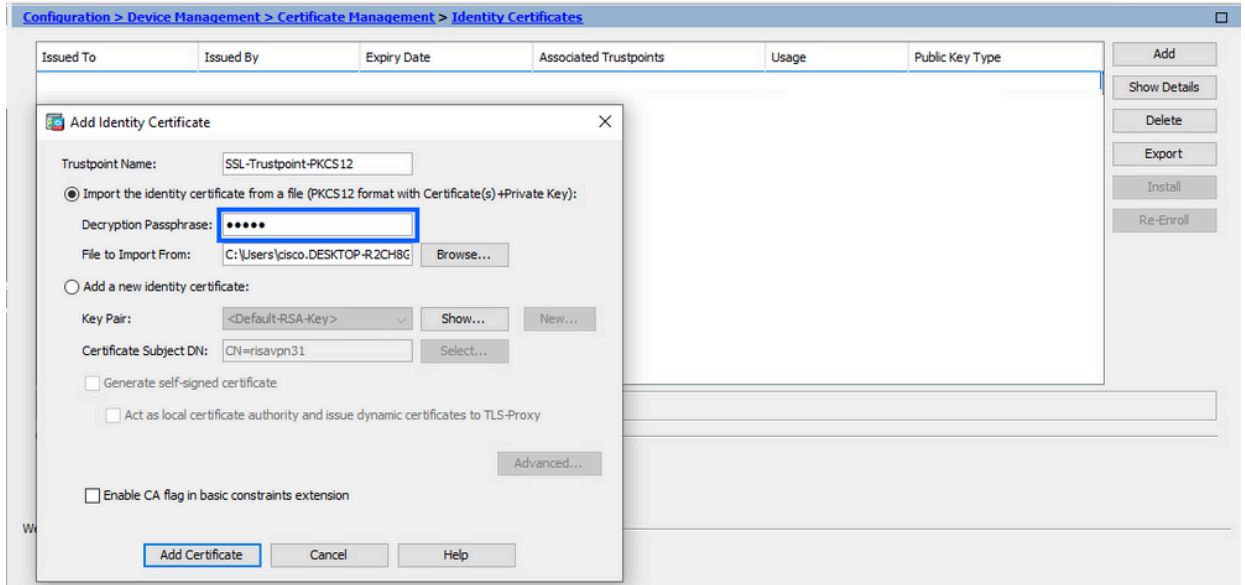 Configuration > Device Management > Certificate Management > Identity Certificates
Issued To Issued By Expiry Date Associated Trustpoints Usage Public Key Type
Add
Show Details
Delete
Export
Install
Re-Enroll
Add Identity Certificate
Trustpoint Name: SSL-Trustpoint-PKCS12
Import the identity certificate from a file (PKCS12 format with Certificate(s)+Private Key):
Decryption Passphrase: •••••
File to Import From: C:\Users\cisco.DESKTOP-R2CH8G Browse...
Add a new identity certificate:
Key Pair: <Default-RSA-Key> Show... New...
Certificate Subject DN: CN=risavpn31 Select...
Generate self-signed certificate
Act as local certificate authority and issue dynamic certificates to TLS-Proxy
Advanced...
Enable CA flag in basic constraints extension
Add Certificate Cancel Help